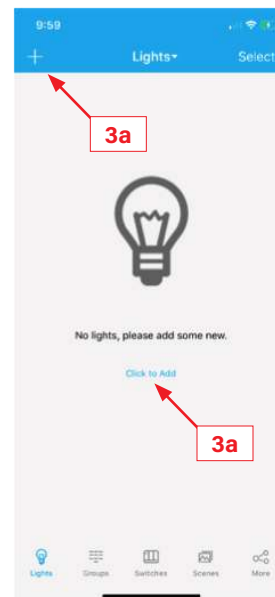 9:59
Lights
Select
3a
No lights, please add some new.
Click to Add
3a
Lights Groups Switches Scenes More